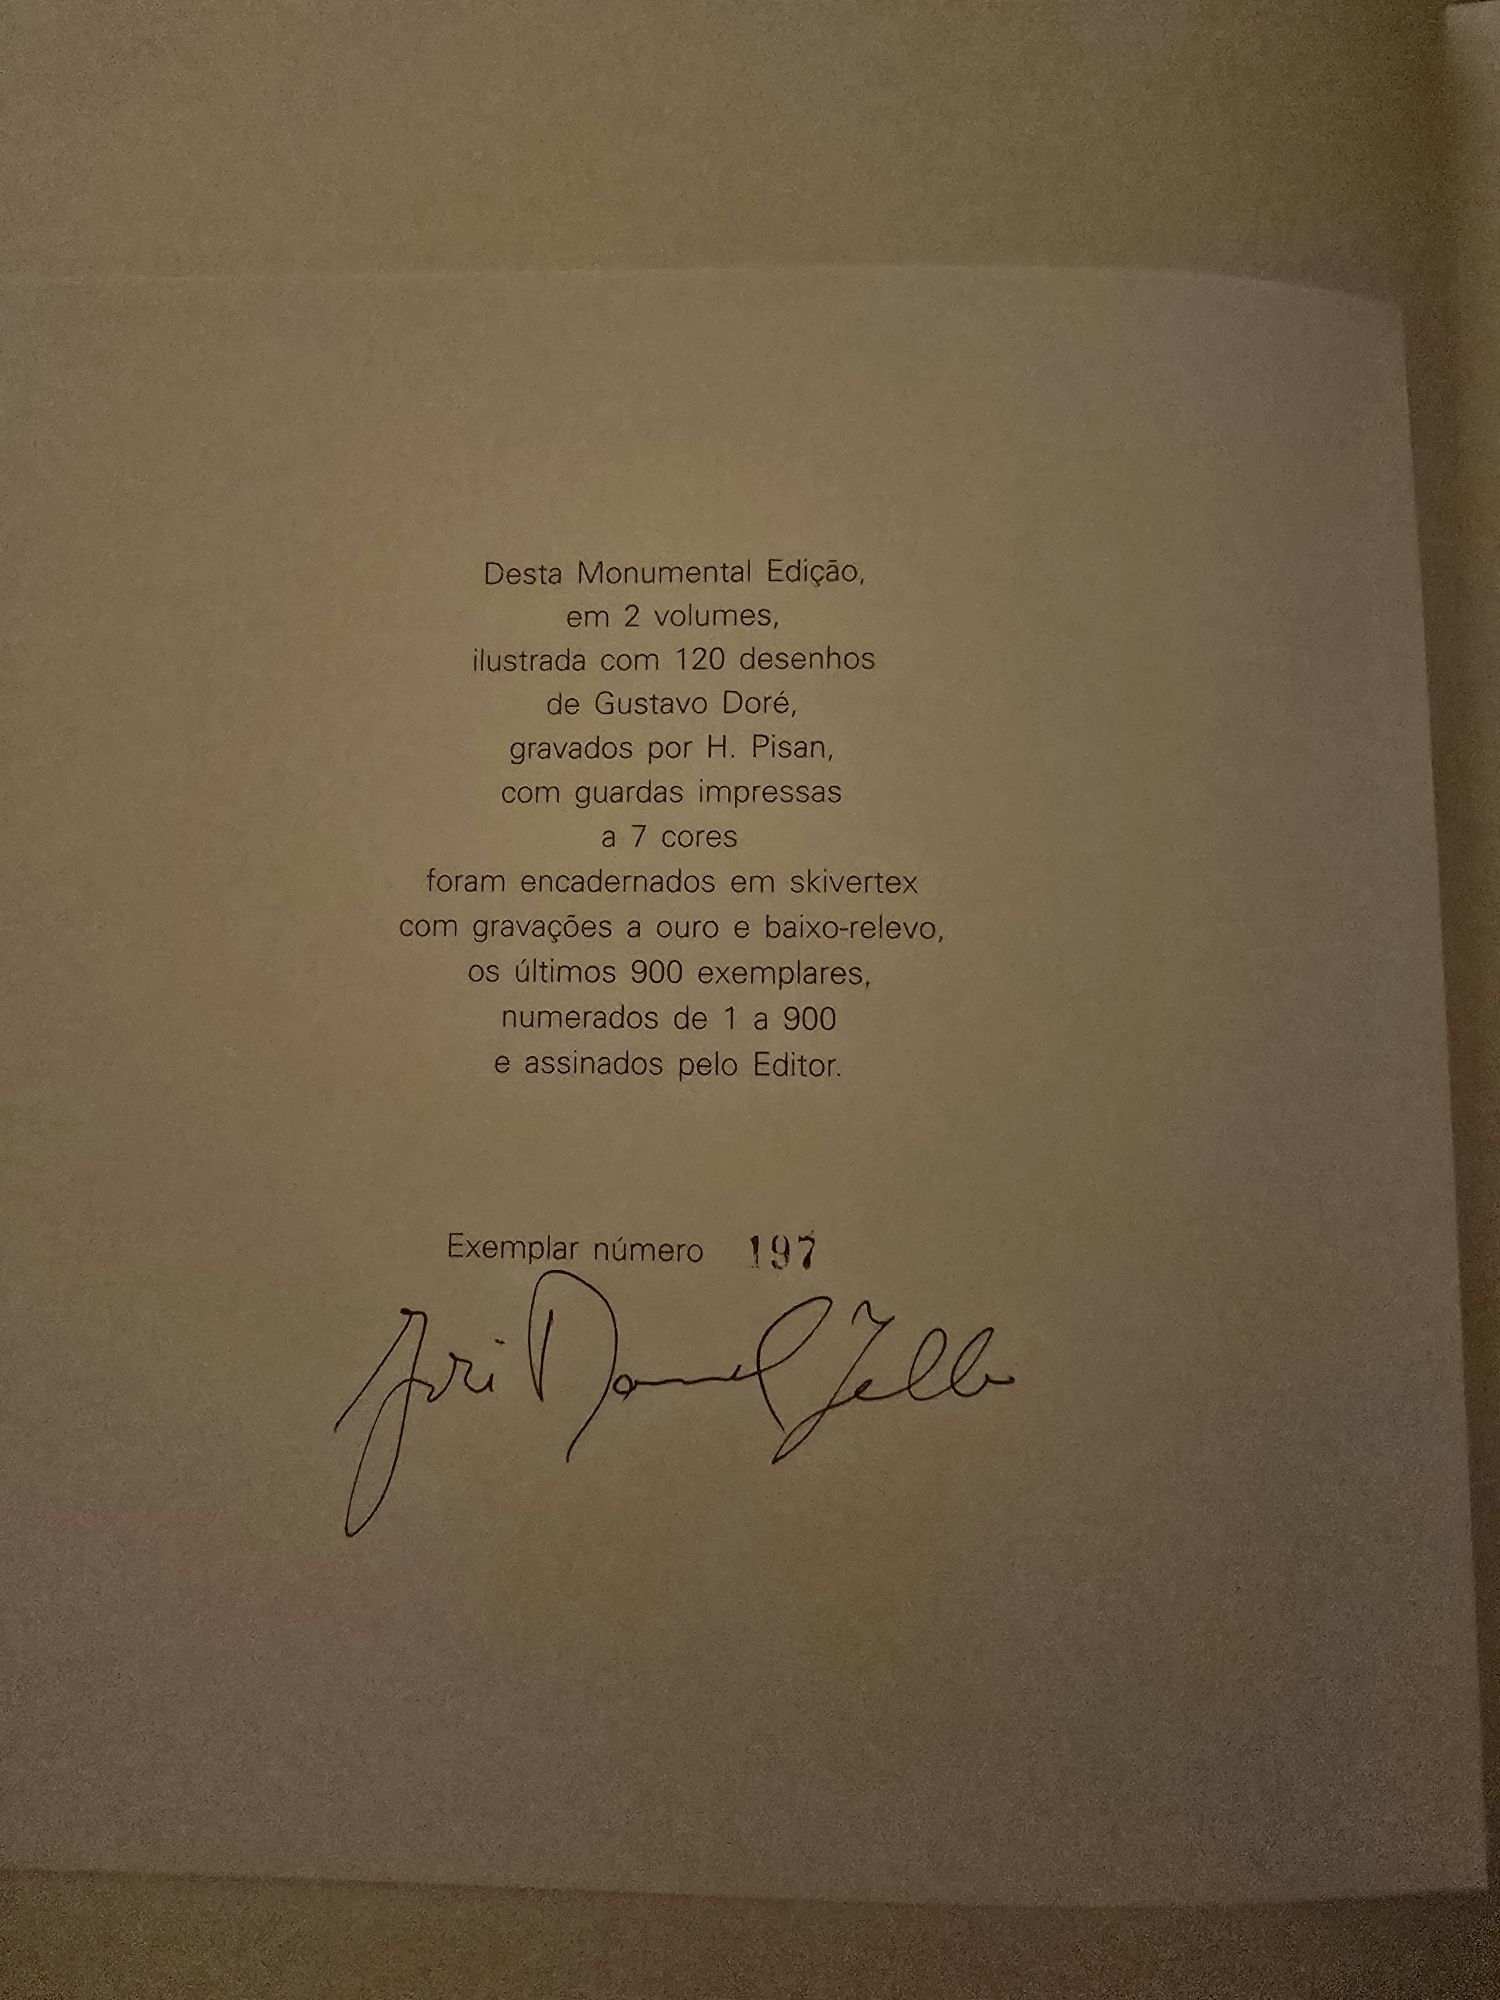 Desta Monumental Edição,
em 2 volumes,
ilustrada com 120 desenhos
de Gustavo Doré,
gravados por H. Pisan,
com guardas impressas
a 7 cores
foram encadernados em skivertex
com gravações a ouro e baixo-relevo,
os últimos 900 exemplares,
numerados de 1 a 900
e assinados pelo Editor.
Exemplar número 197